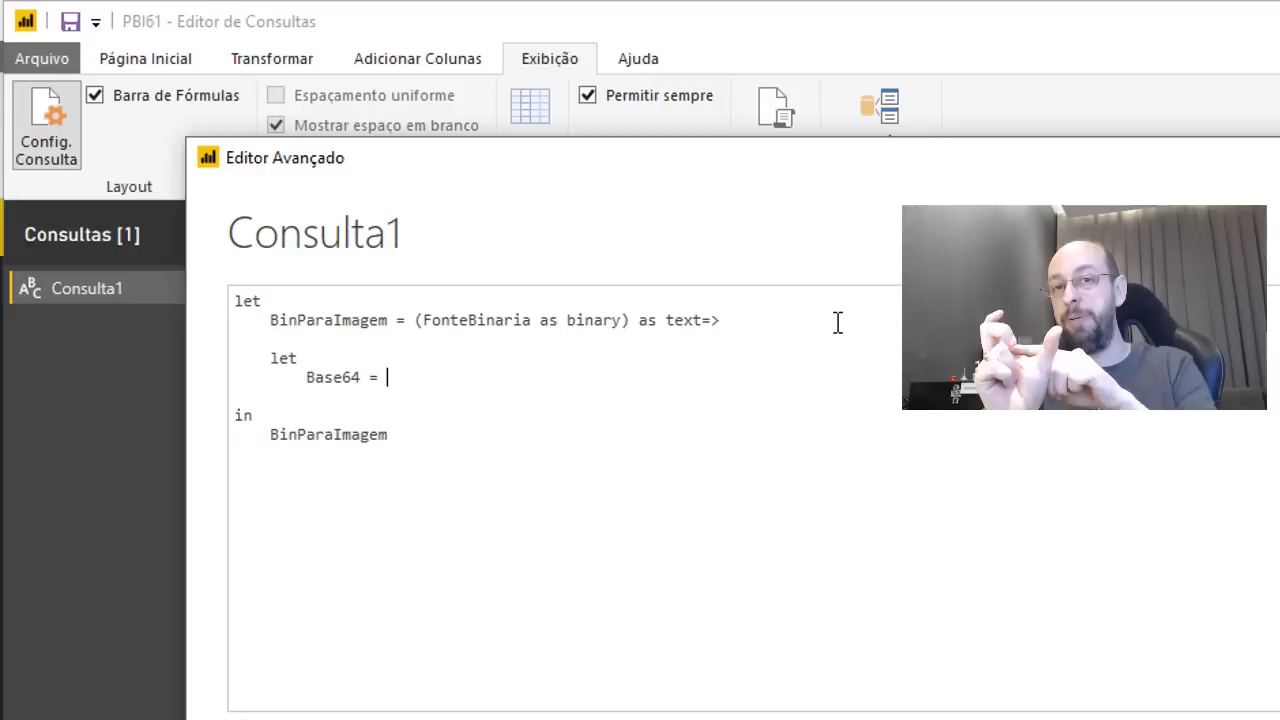 PBI61 - Editor de Consultas
Arquivo Página Inicial Transformar Adicionar Colunas Exibição Ajuda
Barra de Fórmulas Espaçamento uniforme Permitir sempre
Config. Consulta Mostrar espaço em branco
Layout
Editor Avançado
Consultas [1]
Consulta1
Consulta1
let
BinParaImagem = (FonteBinaria as binary) as text=>
let
Base64 =
in
BinParaImagem